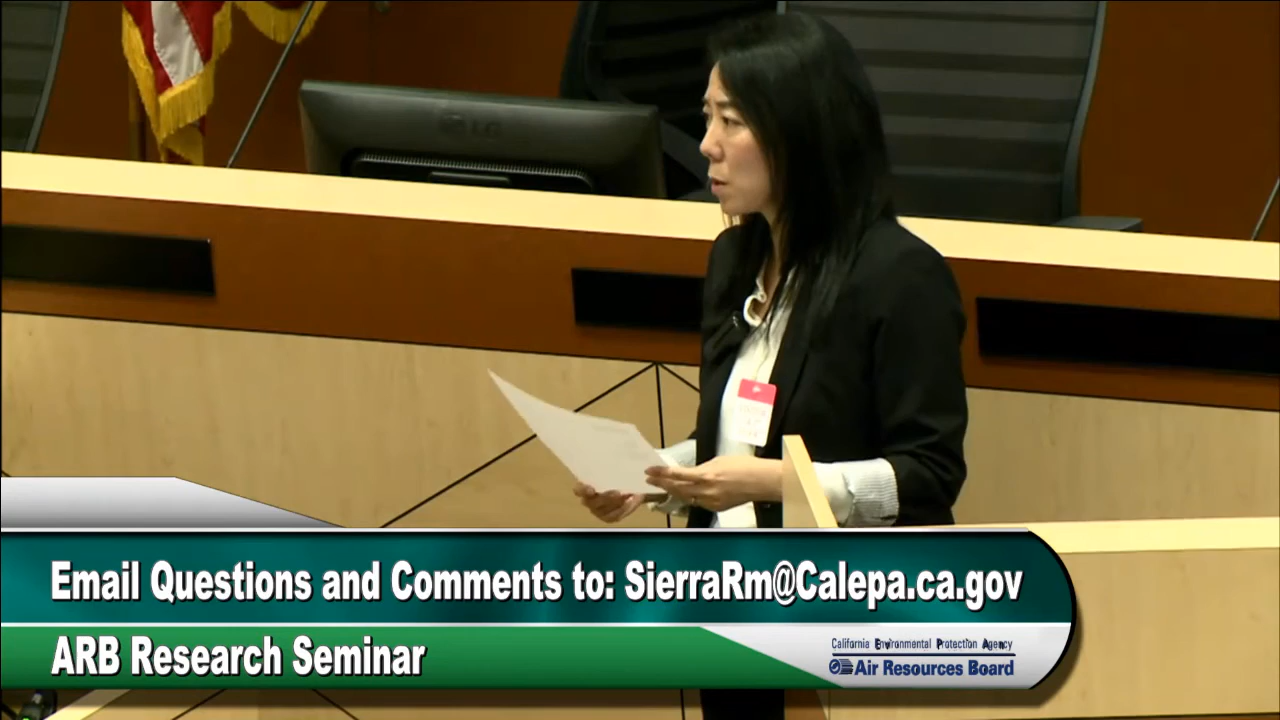 LG
Email Questions and Comments to: SierraRm@Calepa.ca.gov
ARB Research Seminar
California Environmental Protection Agency
Air Resources Board